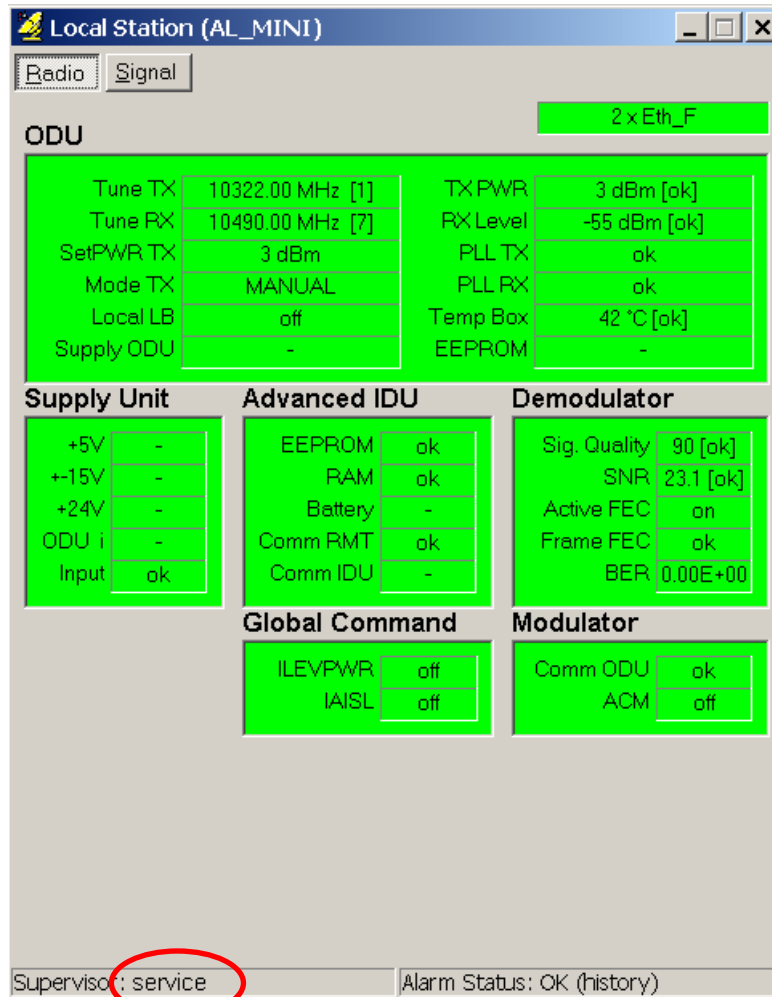 Local Station (AL_MINI)
Radio Signal
2 x Eth_F
ODU
Tune TX 10322.00 MHz [1] TX PWR 3 dBm [ok]
Tune RX 10490.00 MHz [7] RX Level -55 dBm [ok]
SetPWR TX 3 dBm PLL TX ok
Mode TX MANUAL PLL RX ok
Local LB off Temp Box 42 °C [ok]
Supply ODU - EEPROM -
Supply Unit Advanced IDU Demodulator
+5V - EEPROM ok Sig. Quality 90 [ok]
+-15V - RAM ok SNR 23.1 [ok]
+24V - Battery - Active FEC on
ODU i - Comm RMT ok Frame FEC ok
Input ok Comm IDU - BER 0.00E+00
Global Command Modulator
ILEVPWR off Comm ODU ok
IAISL off ACM off
Supervisor: service Alarm Status: OK (history)